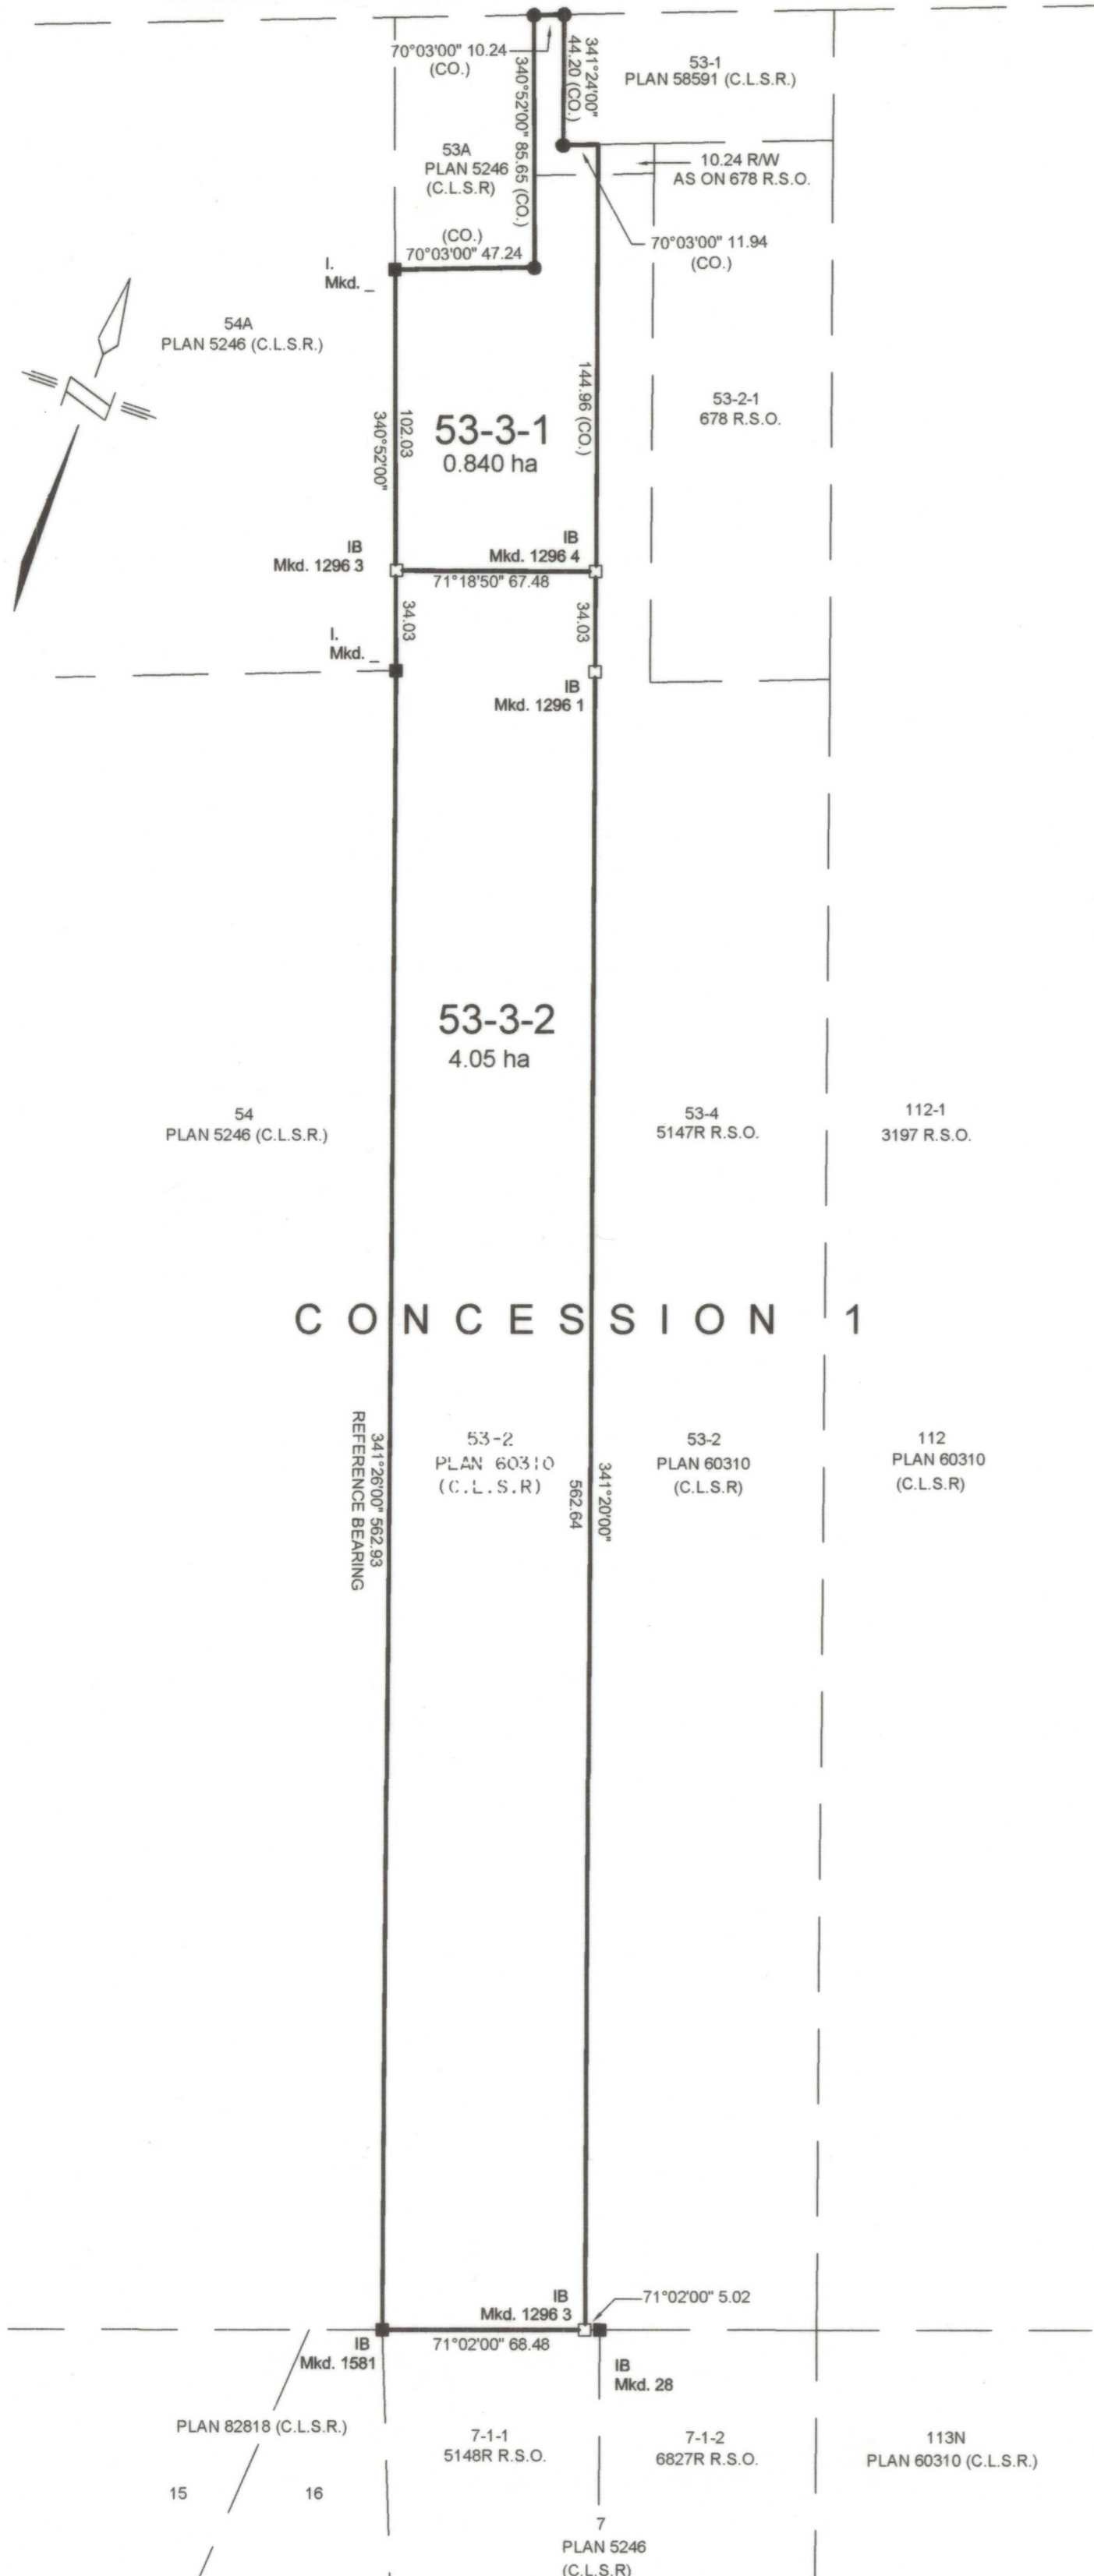 70°03'00" 10.24
(CO.)
341°24'00"
44.20 (CO.)
53-1
PLAN 58591 (C.L.S.R.)
340°52'00" 85.65 (CO.)
53A
PLAN 5246
(C.L.S.R)
10.24 R/W
AS ON 678 R.S.O.
(CO.)
70°03'00" 47.24
70°03'00" 11.94
(CO.)
I.
Mkd. _
54A
PLAN 5246 (C.L.S.R.)
N
102.03
340°52'00"
53-3-1
0.840 ha
144.96 (CO.)
53-2-1
678 R.S.O.
IB
Mkd. 1296 3
IB
Mkd. 1296 4
71°18'50" 67.48
34.03
34.03
I.
Mkd. _
IB
Mkd. 1296 1
53-3-2
4.05 ha
54
PLAN 5246 (C.L.S.R.)
53-4
5147R R.S.O.
112-1
3197 R.S.O.
CONCESSION 1
341°26'00" 562.93
REFERENCE BEARING
53-2
PLAN 60310
(C.L.S.R)
341°20'00"
562.64
53-2
PLAN 60310
(C.L.S.R)
112
PLAN 60310
(C.L.S.R)
IB
Mkd. 1296 3
71°02'00" 5.02
IB
Mkd. 1581
71°02'00" 68.48
IB
Mkd. 28
PLAN 82818 (C.L.S.R.)
15
16
7-1-1
5148R R.S.O.
7-1-2
6827R R.S.O.
113N
PLAN 60310 (C.L.S.R.)
7
PLAN 5246
(C.L.S.R)